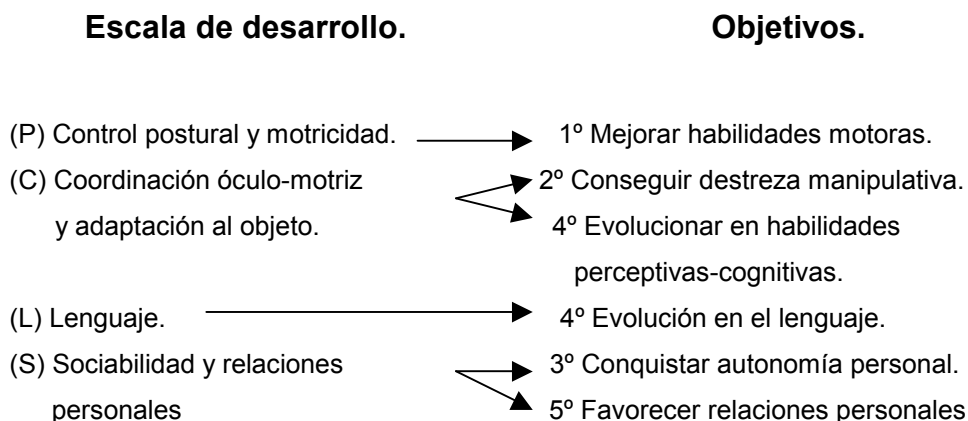 Escala de desarrollo. Objetivos.
(P) Control postural y motricidad. 1º Mejorar habilidades motoras.
(C) Coordinación óculo-motriz 2º Conseguir destreza manipulativa.
y adaptación al objeto. 4º Evolucionar en habilidades
perceptivas-cognitivas.
(L) Lenguaje. 4º Evolución en el lenguaje.
(S) Sociabilidad y relaciones 3º Conquistar autonomía personal.
personales 5º Favorecer relaciones personales